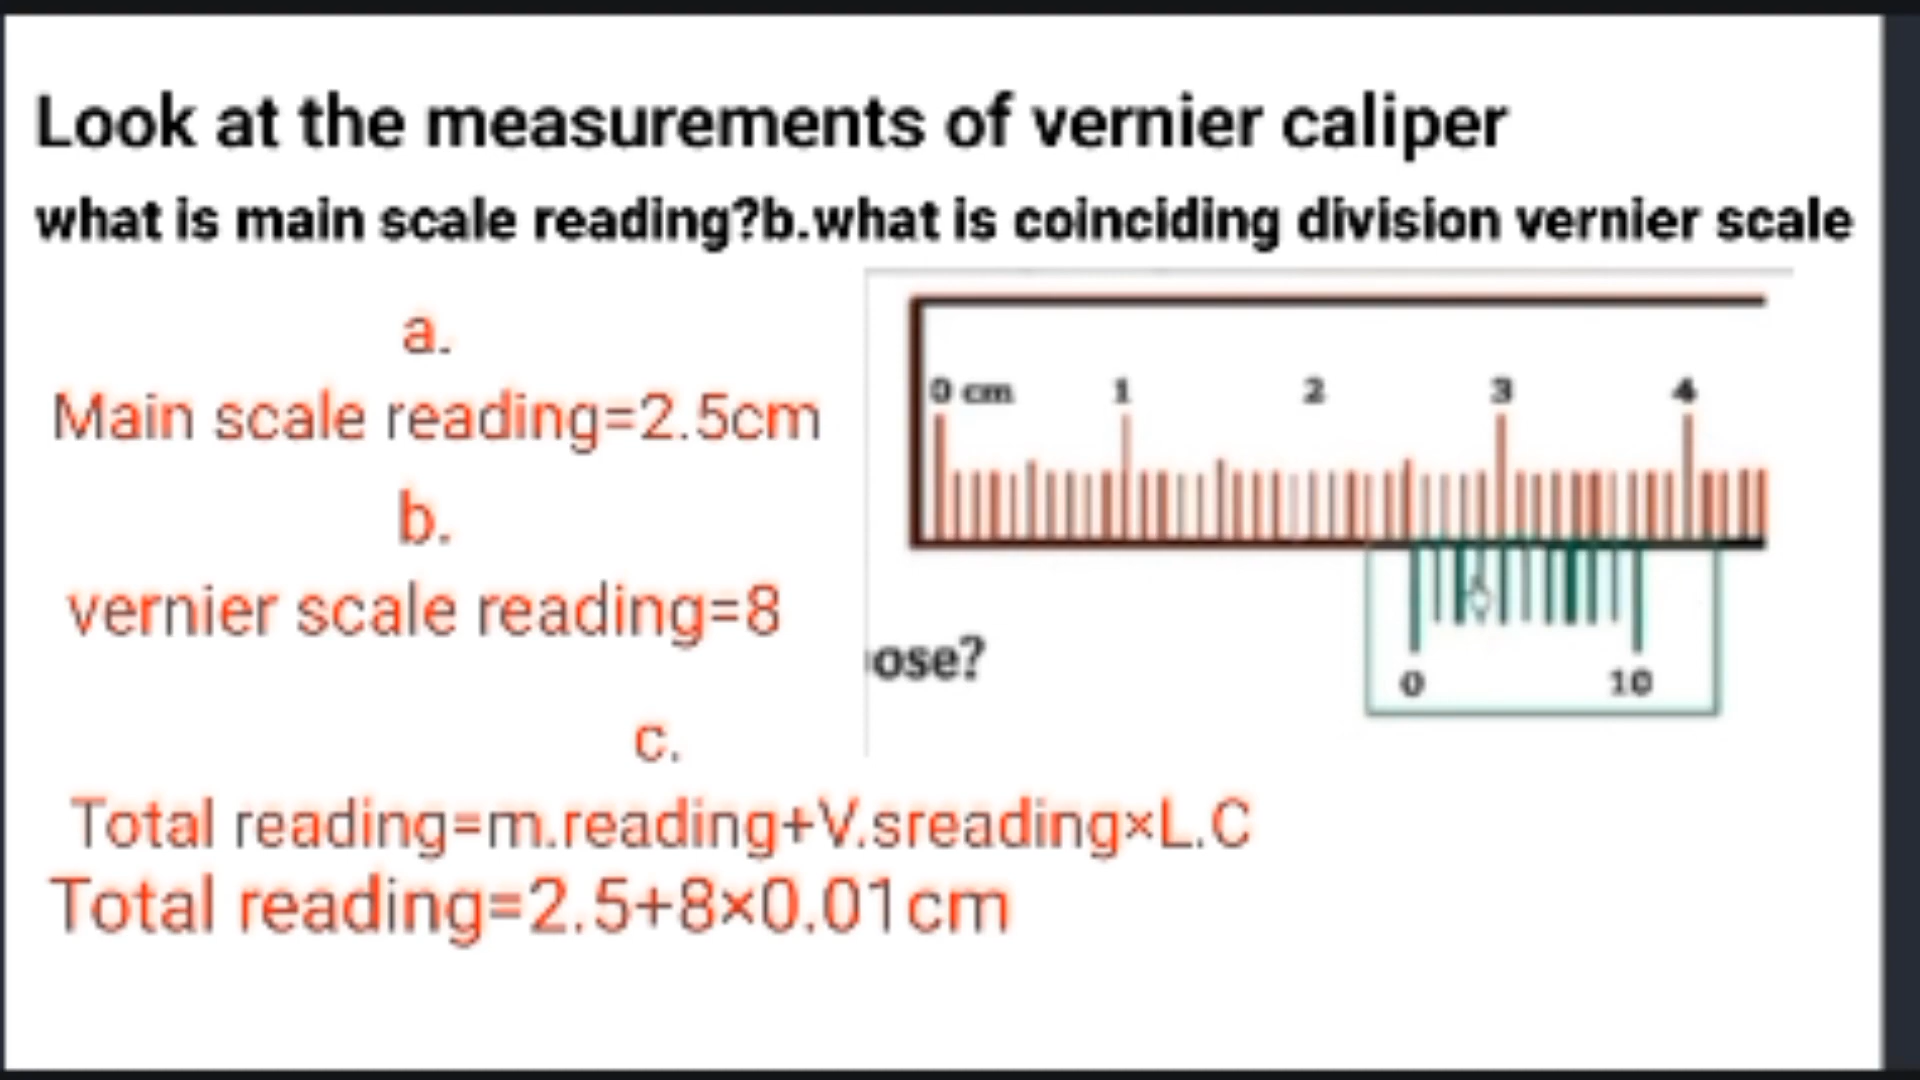 Look at the measurements of vernier caliper
what is main scale reading?b.what is coinciding division vernier scale
a.
Main scale reading=2.5cm
b.
vernier scale reading=8
0 cm 1 2 3 4
0 10
ose?
c.
Total reading=m.reading+V.sreading×L.C
Total reading=2.5+8×0.01cm